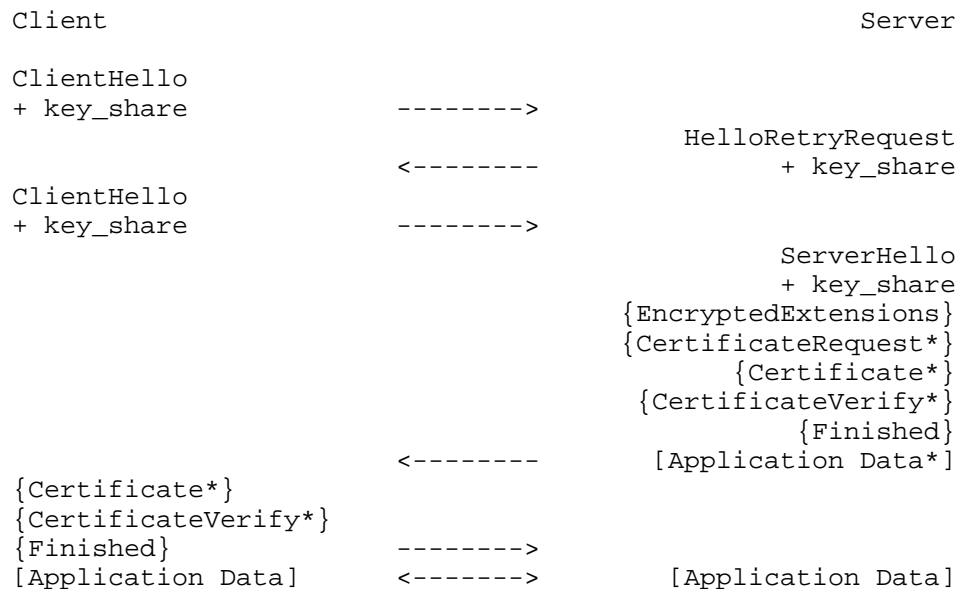 Client                                               Server

ClientHello
+ key_share             -------->
                                         HelloRetryRequest
                        <--------              + key_share
ClientHello
+ key_share             -------->
                                               ServerHello
                                               + key_share
                                     {EncryptedExtensions}
                                     {CertificateRequest*}
                                            {Certificate*}
                                      {CertificateVerify*}
                                                {Finished}
                        <--------      [Application Data*]
{Certificate*}
{CertificateVerify*}
{Finished}              -------->
[Application Data]      <------->       [Application Data]